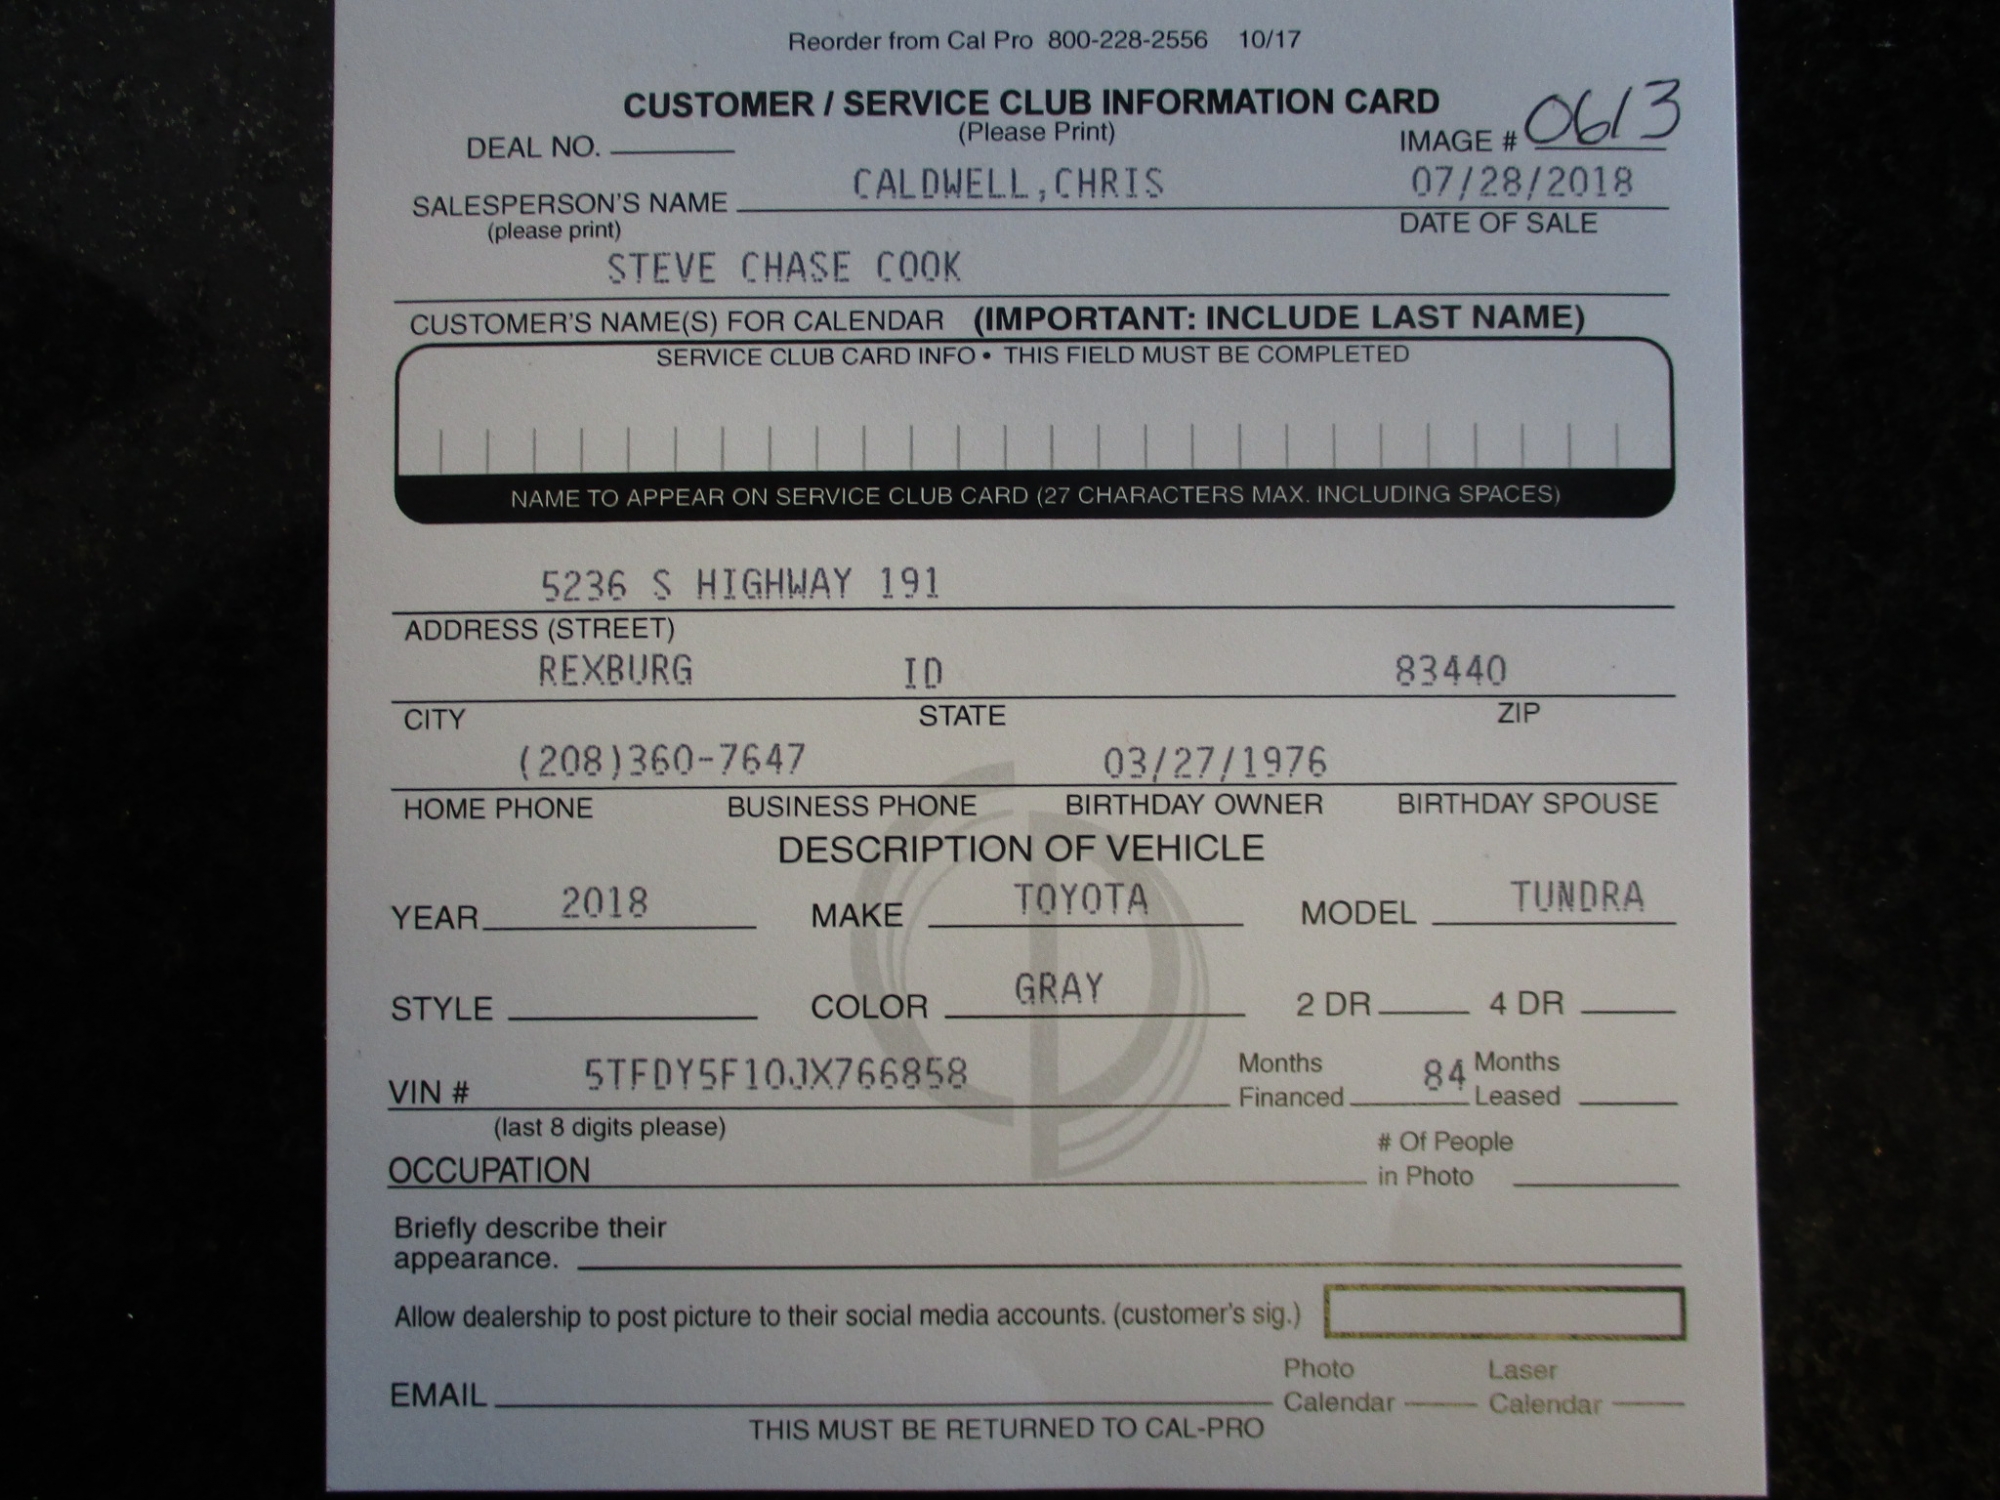 Reorder from Cal Pro 800-228-2556 10/17
CUSTOMER / SERVICE CLUB INFORMATION CARD
(Please Print)
DEAL NO.
IMAGE # 0613
SALESPERSON'S NAME CALDWELL,CHRIS 07/28/2018
(please print)
DATE OF SALE
STEVE CHASE COOK
CUSTOMER'S NAME(S) FOR CALENDAR (IMPORTANT: INCLUDE LAST NAME)
SERVICE CLUB CARD INFO • THIS FIELD MUST BE COMPLETED
NAME TO APPEAR ON SERVICE CLUB CARD (27 CHARACTERS MAX. INCLUDING SPACES)
5236 S HIGHWAY 191
ADDRESS (STREET)
REXBURG ID 83440
CITY STATE ZIP
(208)360-7647 03/27/1976
HOME PHONE BUSINESS PHONE BIRTHDAY OWNER BIRTHDAY SPOUSE
DESCRIPTION OF VEHICLE
YEAR 2018 MAKE TOYOTA MODEL TUNDRA
STYLE COLOR GRAY 2 DR 4 DR
VIN # 5TFDY5F10JX766858 Months Financed 84 Months Leased
(last 8 digits please)
OCCUPATION # Of People in Photo
Briefly describe their
appearance.
Allow dealership to post picture to their social media accounts. (customer's sig.)
EMAIL Photo Calendar Laser Calendar
THIS MUST BE RETURNED TO CAL-PRO